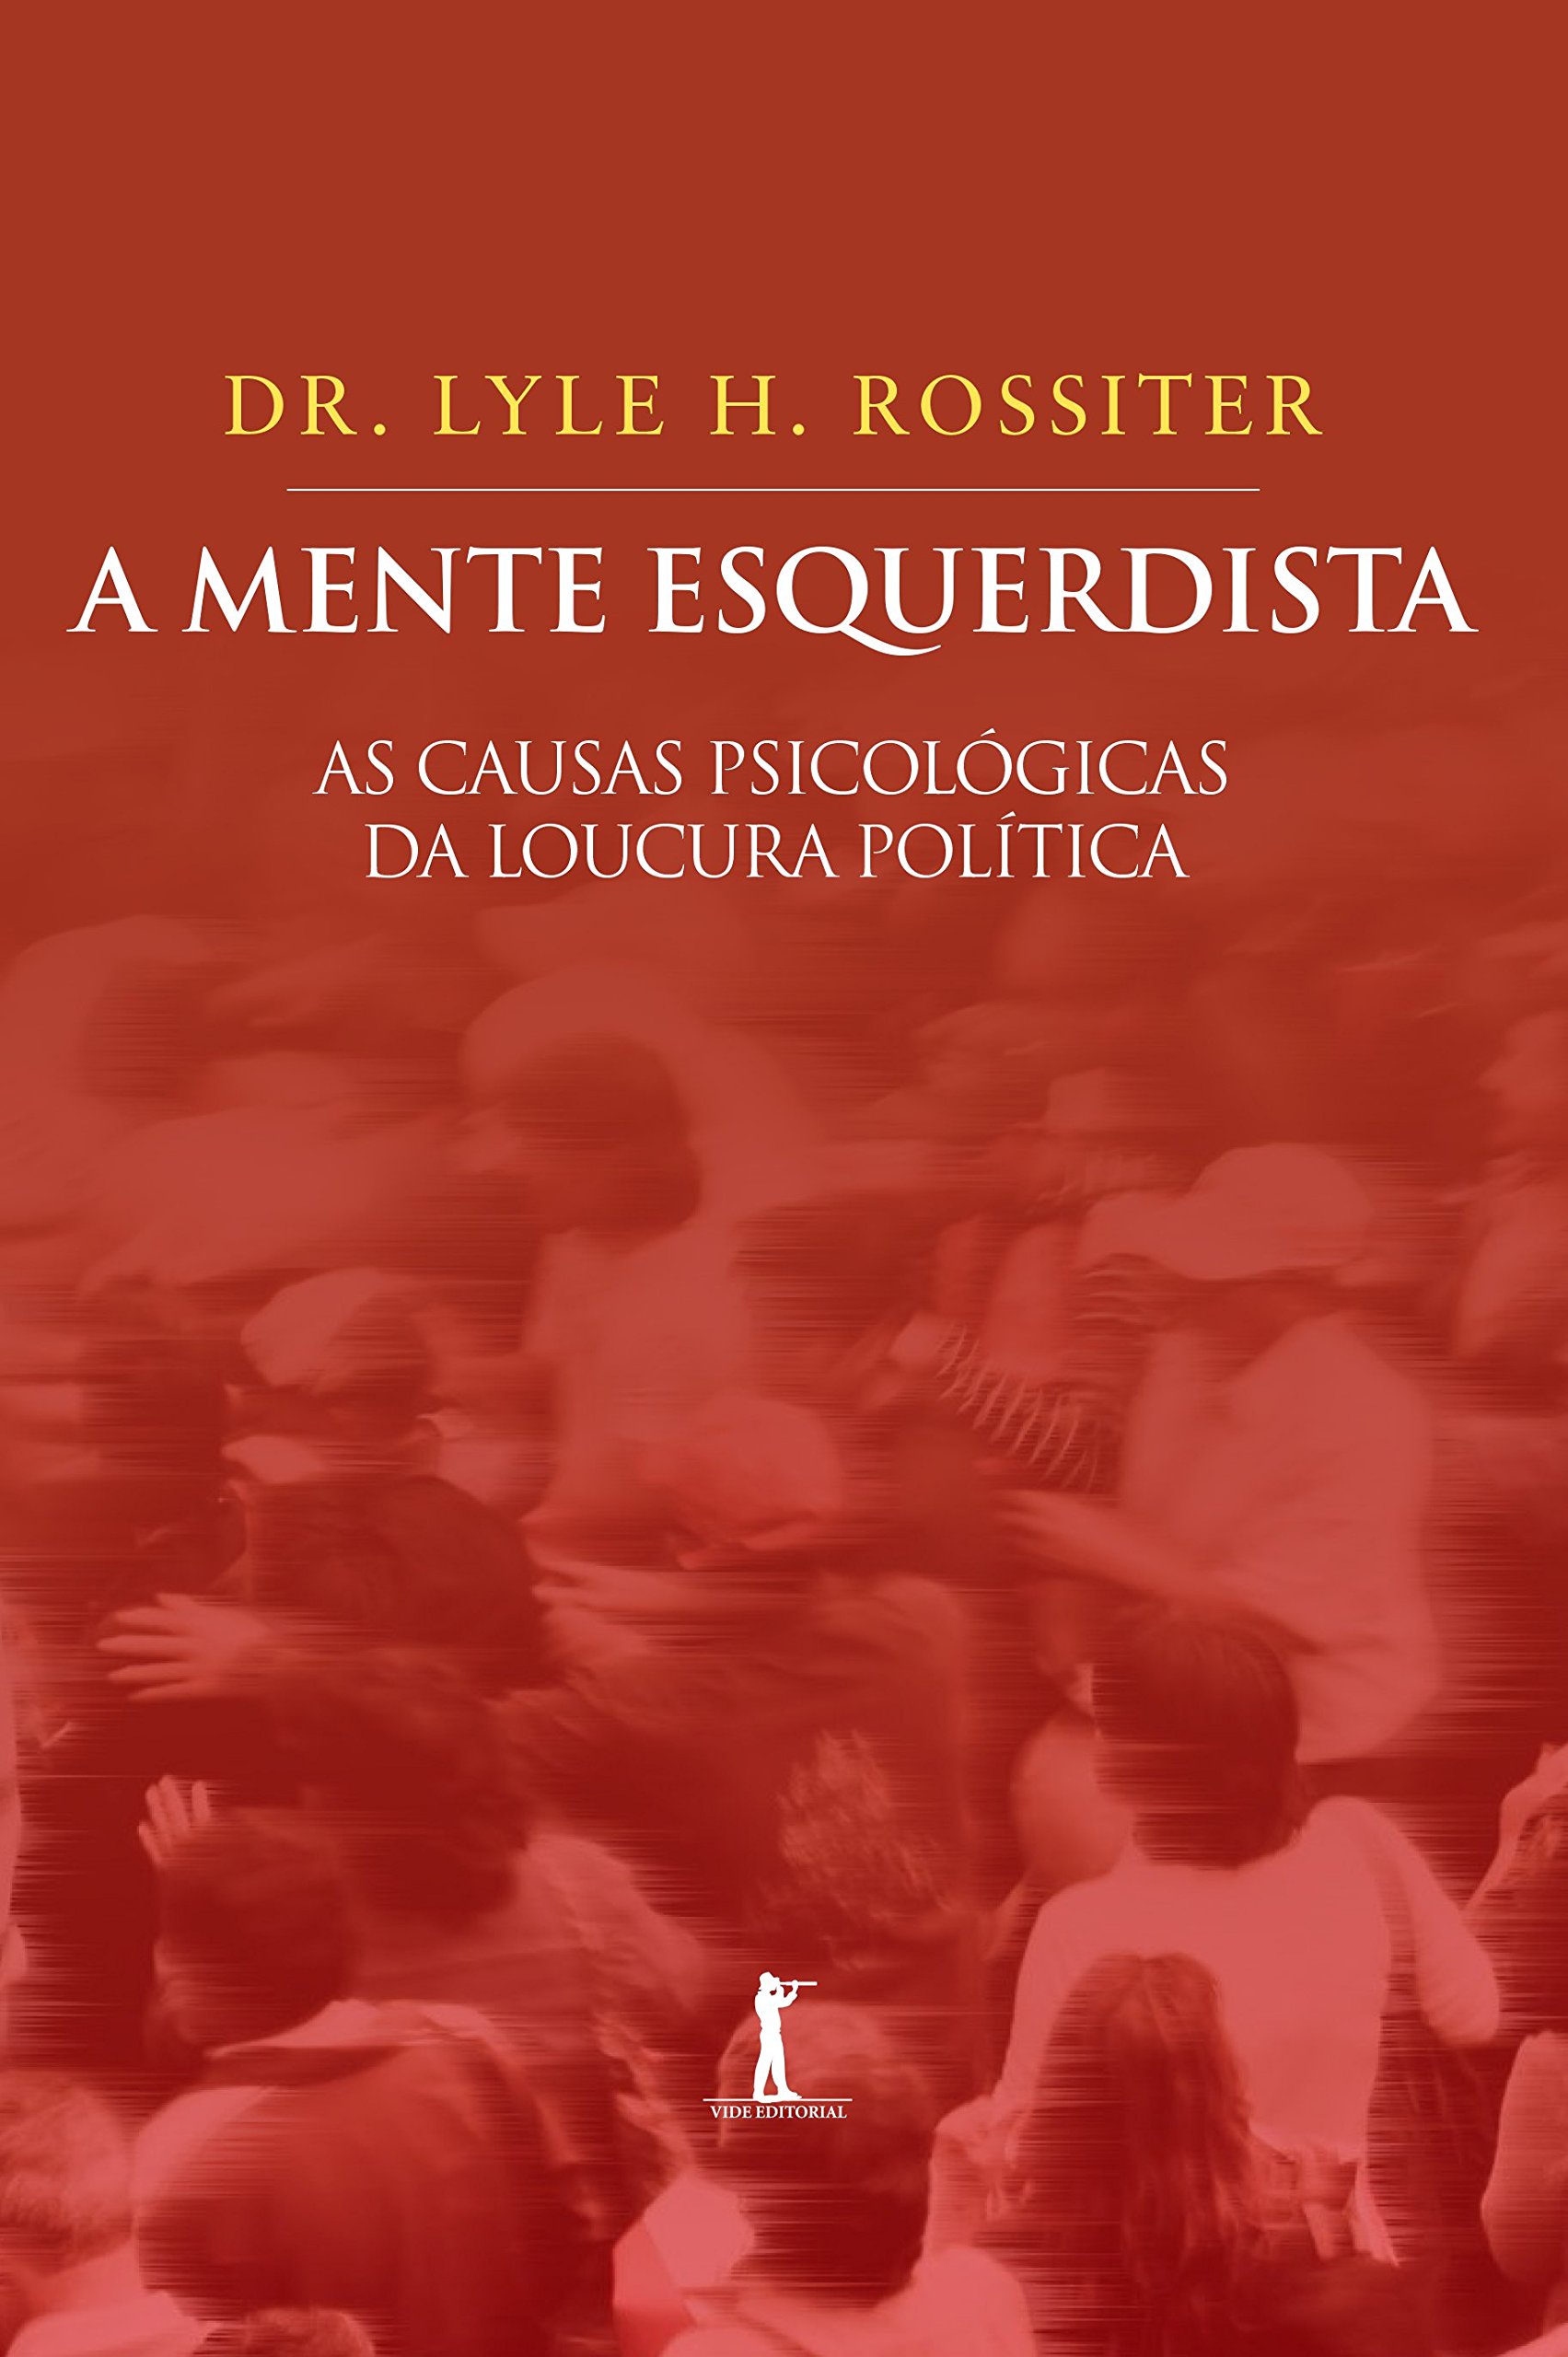 DR. LYLE H. ROSSITER
A MENTE ESQUERDISTA
AS CAUSAS PSICOLÓGICAS
DA LOUCURA POLÍTICA
VIDE EDITORIAL